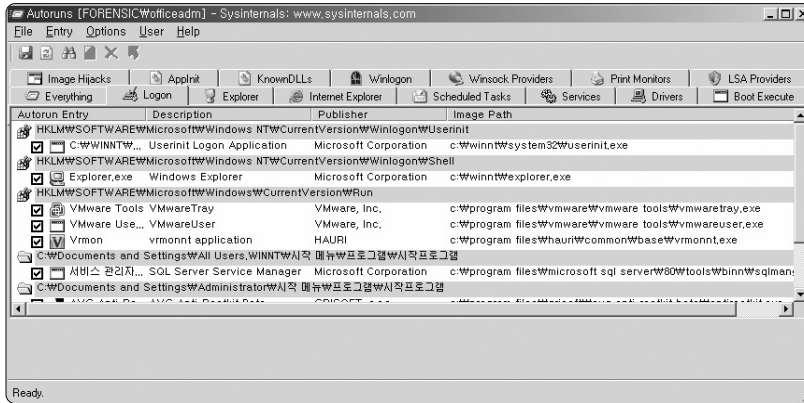 Autoruns [FORENSIC₩officeadm] - Sysinternals: www.sysinternals.com
File Entry Options User Help
Image Hijacks AppInit KnownDLLs Winlogon Winsock Providers Print Monitors LSA Providers
Everything Logon Explorer Internet Explorer Scheduled Tasks Services Drivers Boot Execute
Autorun Entry Description Publisher Image Path
HKLM₩SOFTWARE₩Microsoft₩Windows NT₩CurrentVersion₩Winlogon₩Userinit
C:₩WINNT₩... Userinit Logon Application Microsoft Corporation c:₩winnt₩system32₩userinit.exe
HKLM₩SOFTWARE₩Microsoft₩Windows NT₩CurrentVersion₩Winlogon₩Shell
Explorer.exe Windows Explorer Microsoft Corporation c:₩winnt₩explorer.exe
HKLM₩SOFTWARE₩Microsoft₩Windows₩CurrentVersion₩Run
VMware Tools VMwareTray VMware, Inc. c:₩program files₩vmware₩vmware tools₩vmwaretray.exe
VMware Use... VMwareUser VMware, Inc. c:₩program files₩vmware₩vmware tools₩vmwareuser.exe
Vrmon vrmonnt application HAURI c:₩program files₩hauri₩common₩base₩vrmonnt.exe
C:₩Documents and Settings₩All Users.WINNT₩시작 메뉴₩프로그램₩시작프로그램
서비스 관리자... SQL Server Service Manager Microsoft Corporation c:₩program files₩microsoft sql server₩80₩tools₩binn₩sqlmang
C:₩Documents and Settings₩Administrator₩시작 메뉴₩프로그램₩시작프로그램
Ready.